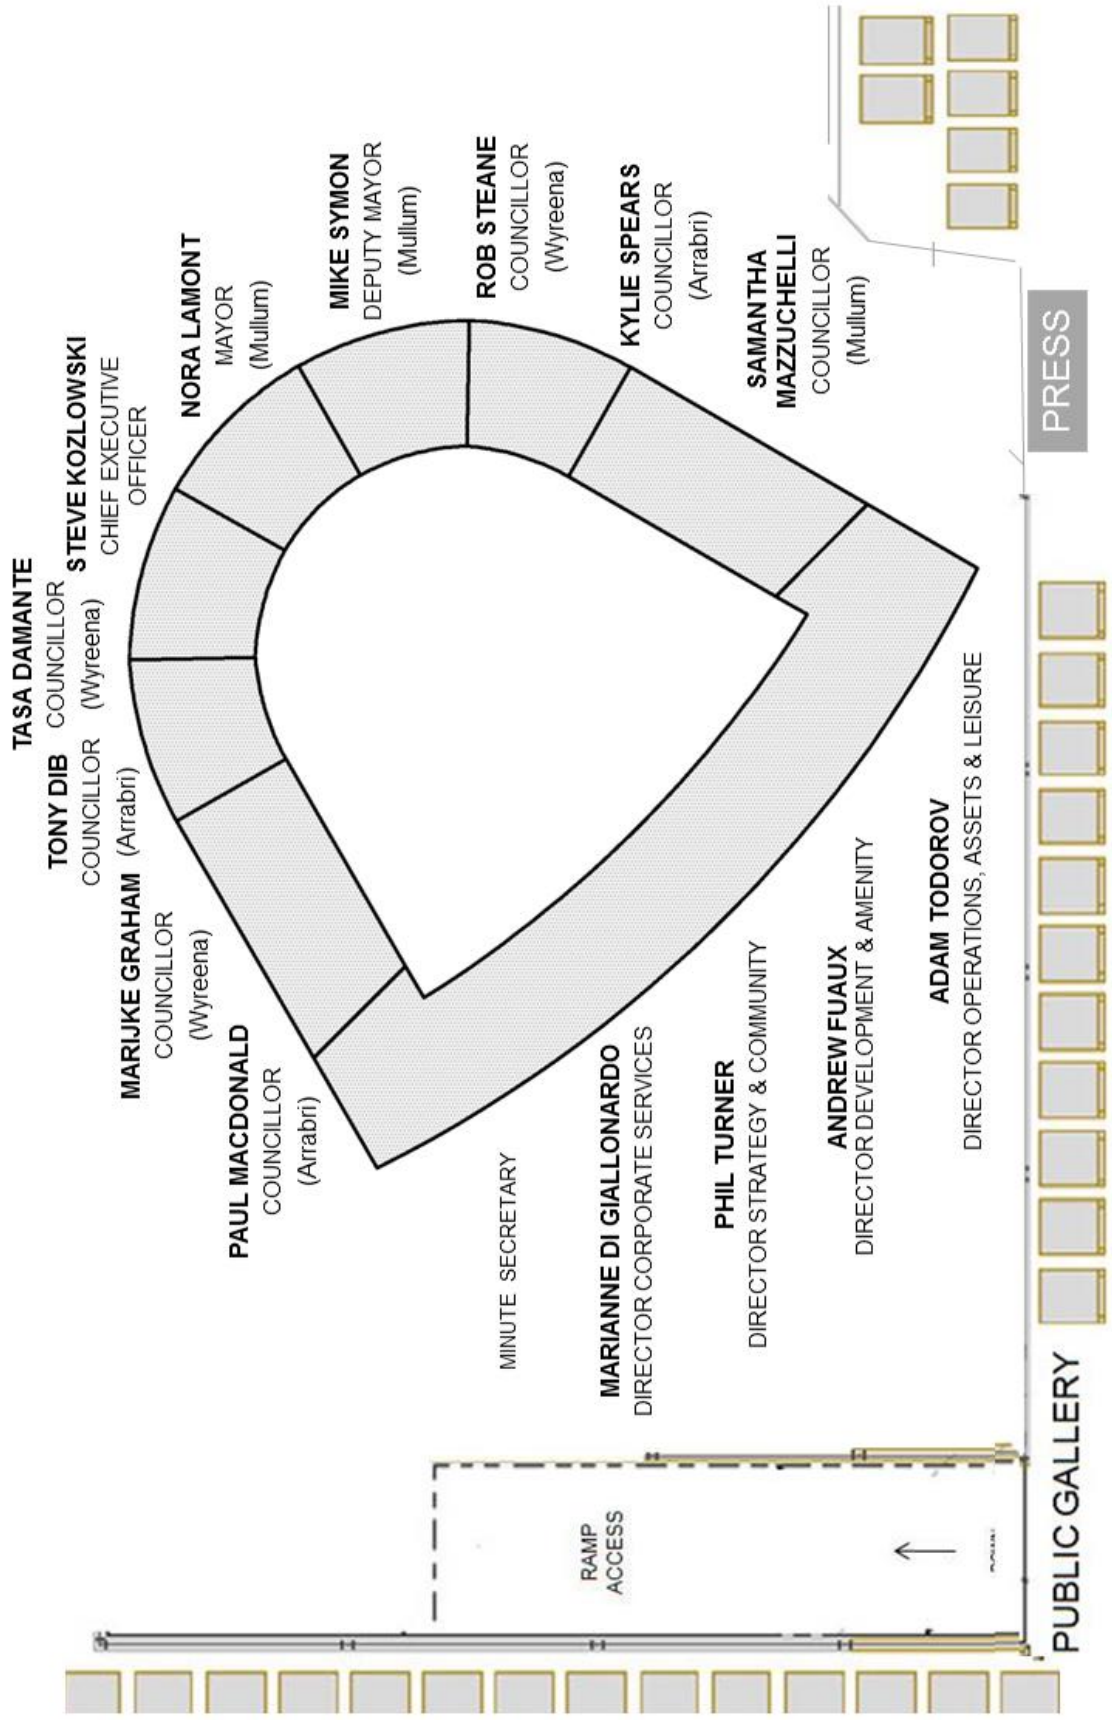 TASA DAMANTE
COUNCILLOR
(Wyreena)
STEVE KOZLOWSKI
CHIEF EXECUTIVE
OFFICER
TONY DIB
COUNCILLOR
(Arrabri)
NORA LAMONT
MAYOR
(Mullum)
MARIJKE GRAHAM
COUNCILLOR
(Wyreena)
MIKE SYMON
DEPUTY MAYOR
(Mullum)
PAUL MACDONALD
COUNCILLOR
(Arrabri)
ROB STEANE
COUNCILLOR
(Wyreena)
KYLIE SPEARS
COUNCILLOR
(Arrabri)
SAMANTHA
MAZZUCHELLI
COUNCILLOR
(Mullum)
MINUTE SECRETARY
MARIANNE DI GIALLONARDO
DIRECTOR CORPORATE SERVICES
PHIL TURNER
DIRECTOR STRATEGY & COMMUNITY
ANDREW FUAUX
DIRECTOR DEVELOPMENT & AMENITY
ADAM TODOROV
DIRECTOR OPERATIONS, ASSETS & LEISURE
RAMP
ACCESS
PUBLIC GALLERY
PRESS